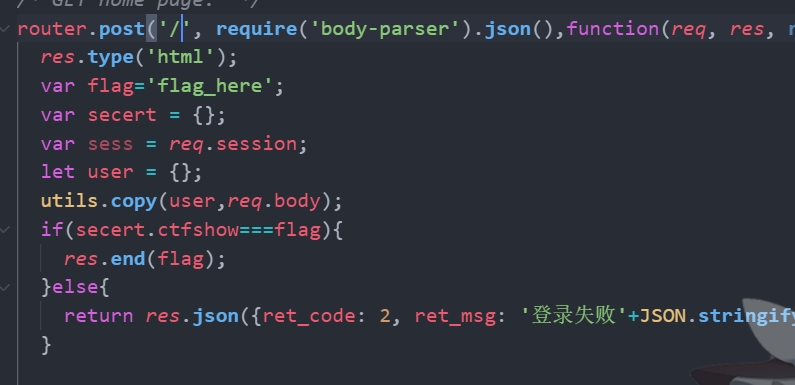 /* GET home page. */
router.post('/', require('body-parser').json(),function(req, res,
res.type('html');
var flag='flag_here';
var secert = {};
var sess = req.session;
let user = {};
utils.copy(user,req.body);
if(secert.ctfshow===flag){
res.end(flag);
}else{
return res.json({ret_code: 2, ret_msg: '登录失败'+JSON.stringify
}